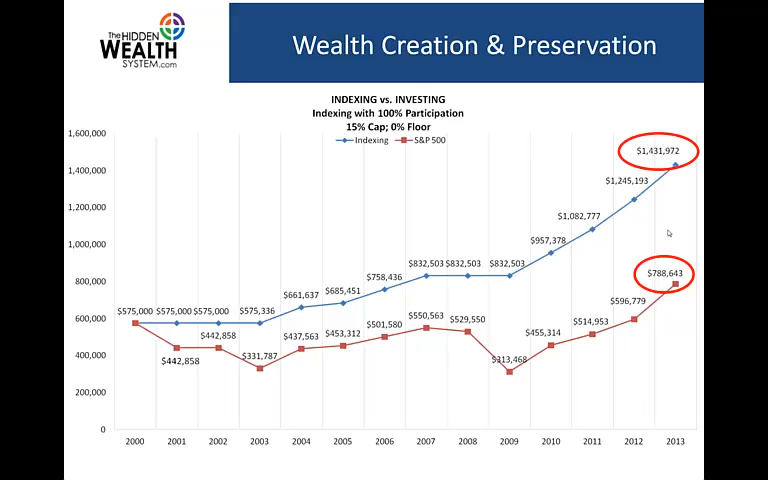 The HIDDEN
WEALTH
SYSTEM.com
Wealth Creation & Preservation
INDEXING vs. INVESTING
Indexing with 100% Participation
15% Cap; 0% Floor
Indexing S&P 500
1,600,000
1,400,000
1,200,000
1,000,000
800,000
600,000
400,000
200,000
0
$575,000 $575,000 $575,000 $575,336 $661,637 $685,451 $758,436 $832,503 $832,503 $832,503 $957,378 $1,082,777 $1,245,193 $1,431,972
$442,858 $442,858 $331,787 $437,563 $453,312 $501,580 $550,563 $529,550 $313,468 $455,314 $514,953 $596,779 $788,643
2000 2001 2002 2003 2004 2005 2006 2007 2008 2009 2010 2011 2012 2013